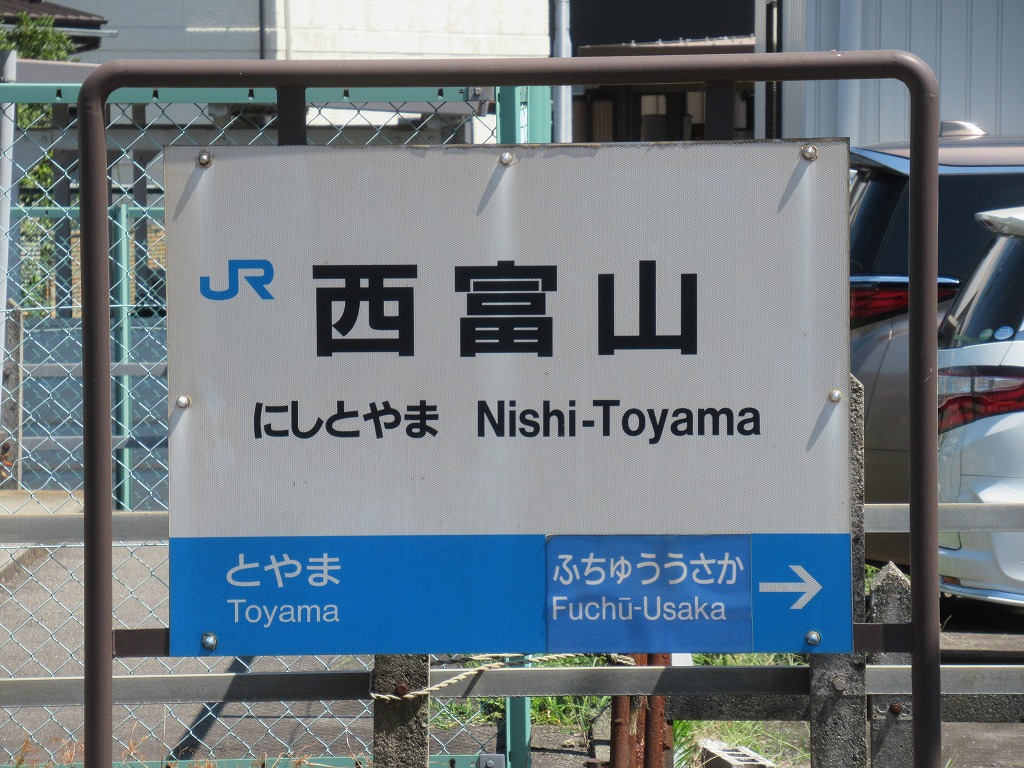 JR 西富山
にしとやま Nishi-Toyama
とやま ふちゅううさか →
Toyama Fuchū-Usaka